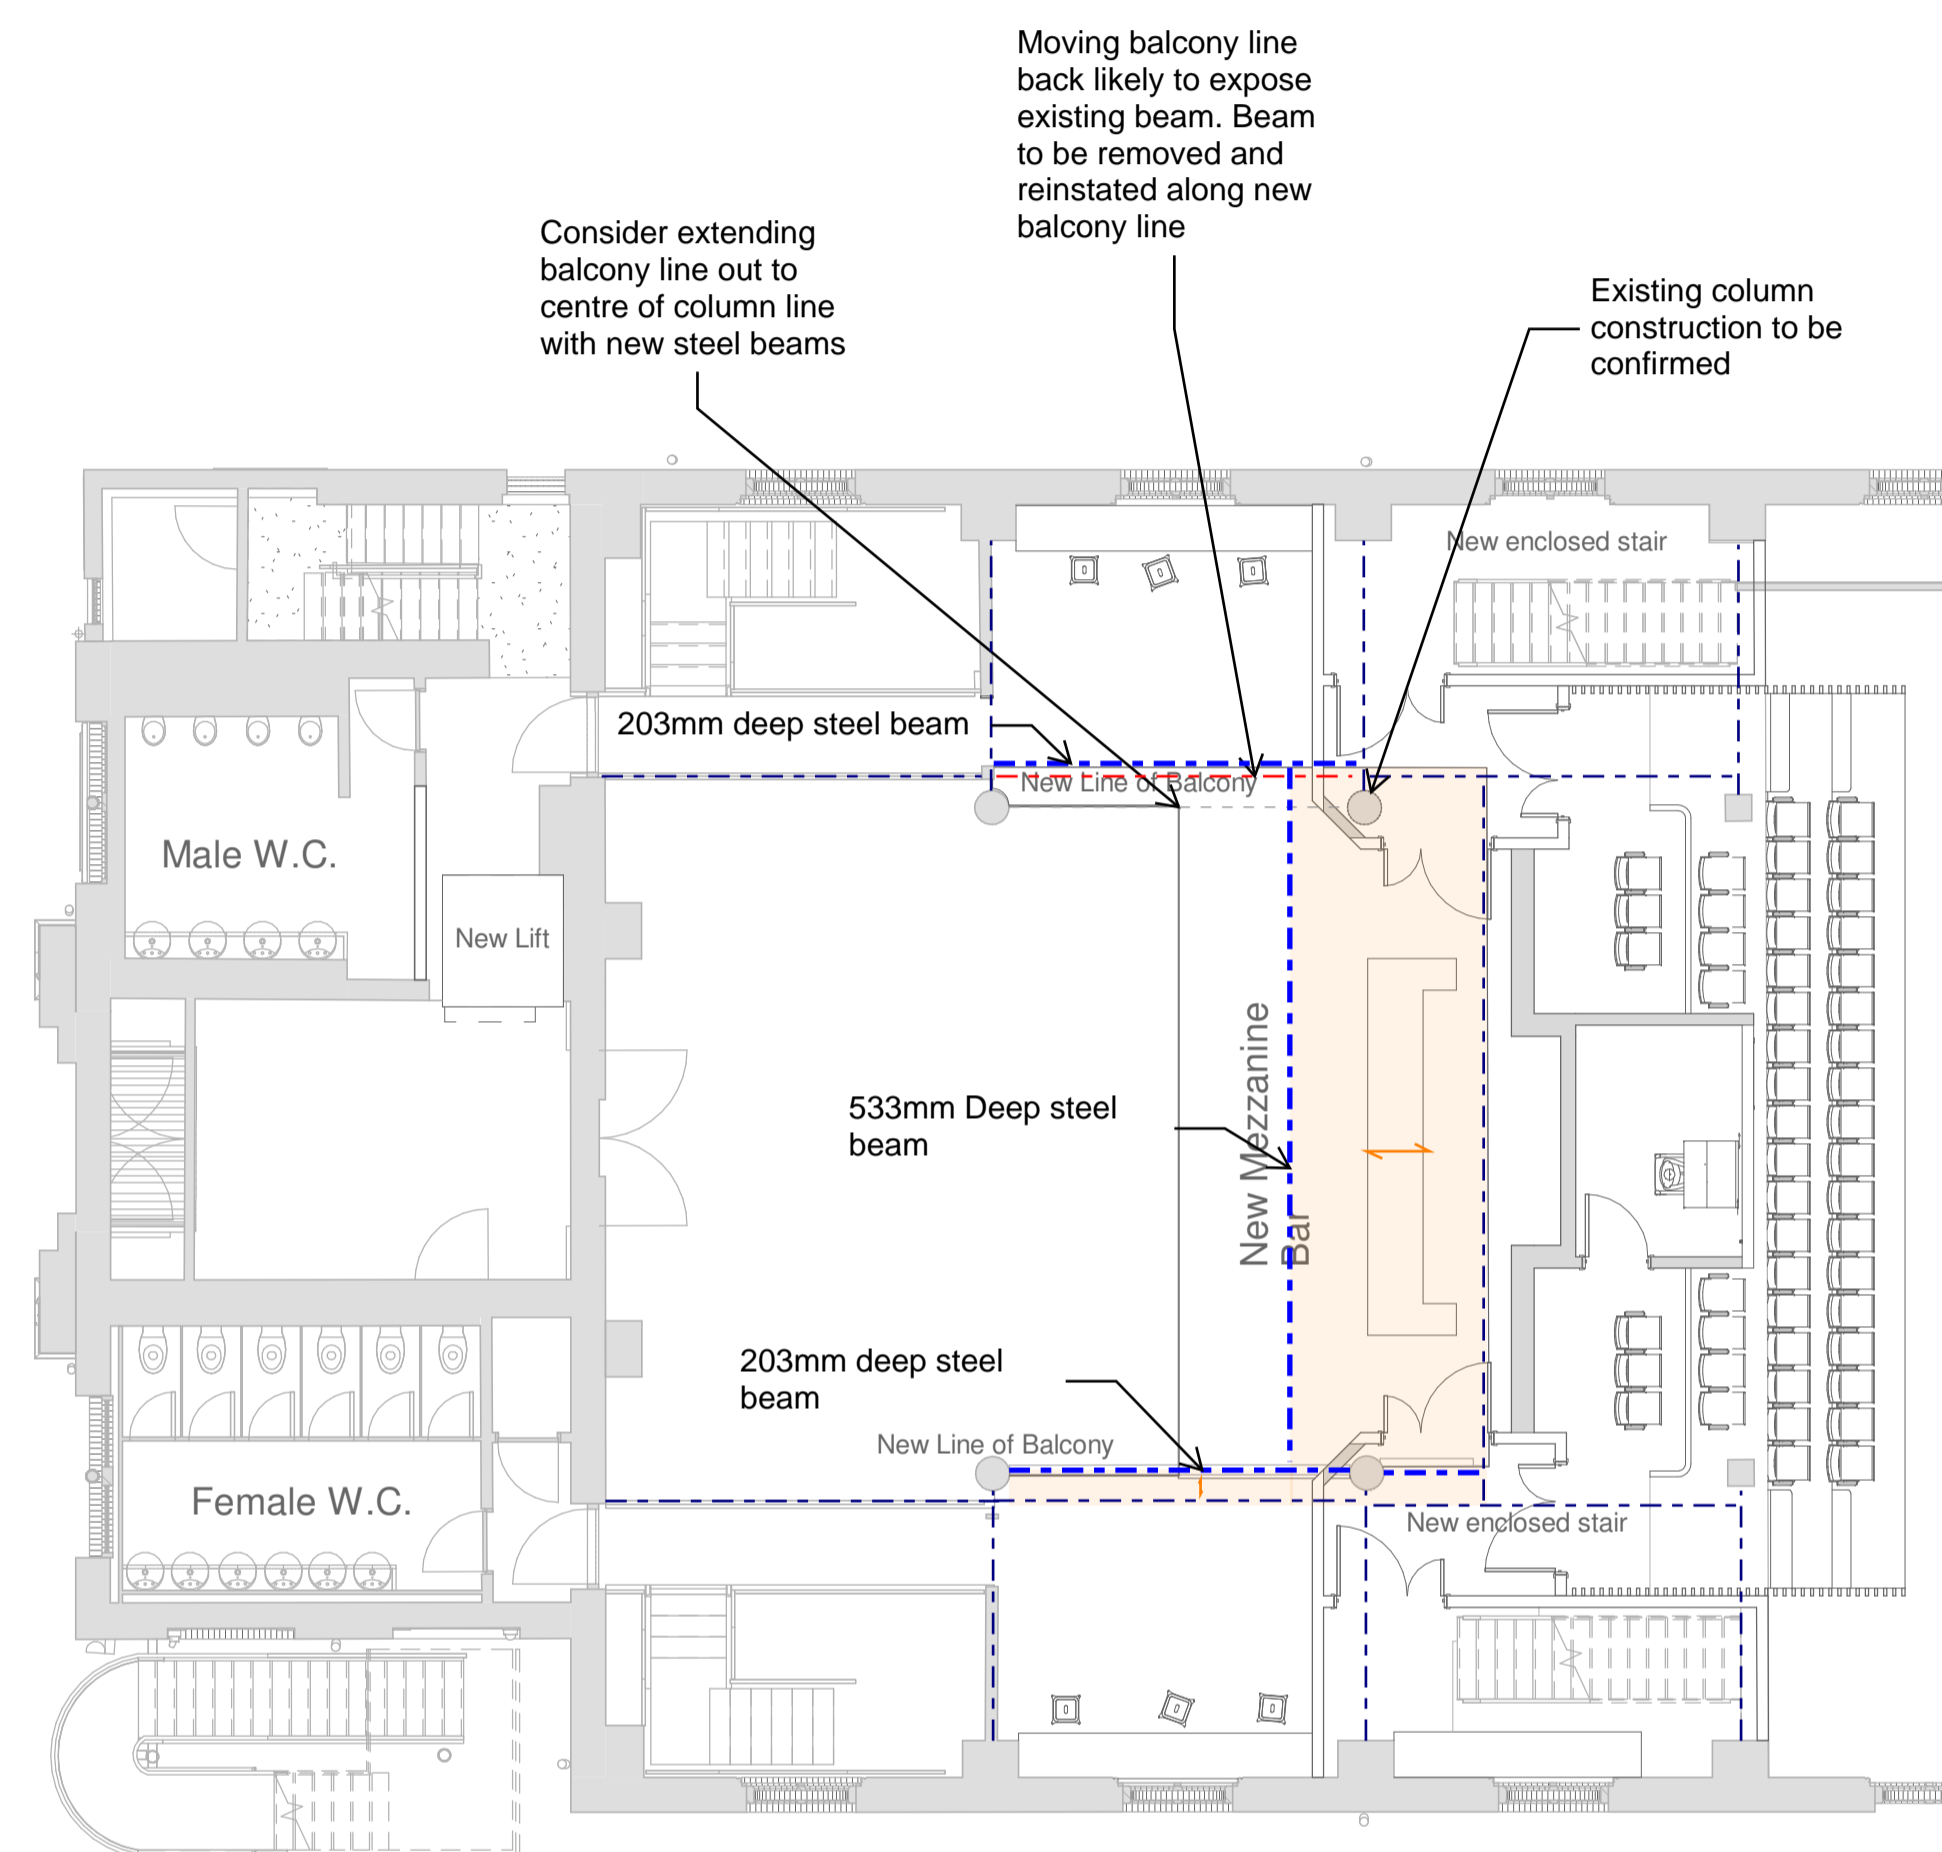 Moving balcony line
back likely to expose
existing beam. Beam
to be removed and
reinstated along new
balcony line
Consider extending
balcony line out to
centre of column line
with new steel beams
Existing column
construction to be
confirmed
New enclosed stair
203mm deep steel beam
New Line of Balcony
Male W.C.
New Lift
New Mezzanine
Bar
533mm Deep steel
beam
203mm deep steel
beam
New Line of Balcony
Female W.C.
New enclosed stair